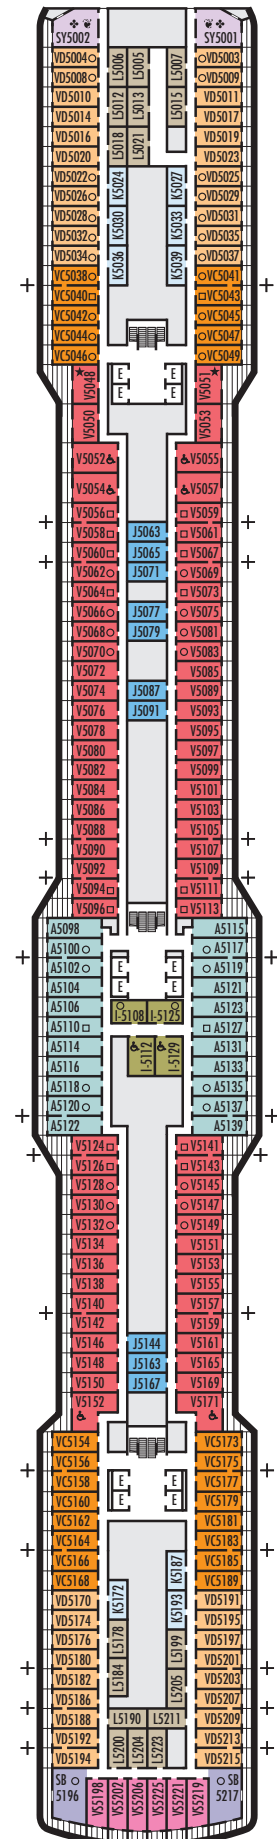 SY5002 SY5001
VD5004 L5006 L5005 L5007 VD5003
VD5008 VD5009
VD5010 L5012 L5013 L5015 VD5011
VD5014 VD5017
VD5016 L5018 L5021 VD5019
VD5020 VD5023
VD5022 K5024 K5027 VD5025
VD5026 VD5029
VD5028 K5030 K5033 VD5031
VD5032 VD5035
VD5034 K5036 K5039 VD5037
VC5038 VC5041
VC5040 VC5043
VC5042 VC5045
VC5044 VC5047
VC5046 VC5049
V5048 E E V5051
E E
V5050 V5053
V5052 V5055
V5054 V5057
V5056 V5059
V5058 J5063 V5061
V5060 J5065 V5067
V5062 J5071 V5069
V5064 V5073
V5066 J5077 V5075
V5068 J5079 V5081
V5070 V5083
V5072 V5085
V5074 J5087 V5089
V5076 J5091 V5093
V5078 V5095
V5080 V5097
V5082 V5099
V5084 V5101
V5086 V5103
V5088 V5105
V5090 V5107
V5092 V5109
V5094 V5111
V5096 V5113
A5098 A5115
A5100 A5117
A5102 E E A5119
A5104 E E A5121
A5106 I-5108 I-5125 A5123
A5110 A5127
A5114 I-5112 I-5129 A5131
A5116 A5133
A5118 A5135
A5120 A5137
A5122 A5139
V5124 V5141
V5126 V5143
V5128 V5145
V5130 V5147
V5132 V5149
V5134 V5151
V5136 V5153
V5138 V5155
V5140 V5157
V5142 V5159
V5146 J5144 V5161
V5148 J5163 V5165
V5150 J5167 V5169
V5152 V5171
VC5154 VC5173
VC5156 VC5175
VC5158 E E VC5177
VC5160 E E VC5179
VC5162 VC5181
VC5164 VC5183
VC5166 K5187 VC5185
VC5168 K5172 VC5189
VD5170 K5193 VD5191
VD5174 L5178 VD5195
VD5176 L5199 VD5197
VD5180 L5184 VD5201
VD5182 L5205 VD5203
VD5186 VD5207
VD5188 L5190 L5211 VD5209
VD5192 L5200 L5204 L5223 VD5213
VD5194 VD5215
SB 5196 VS5198 VS5202 VS5206 VS5225 VS5221 VS5219 SB 5217